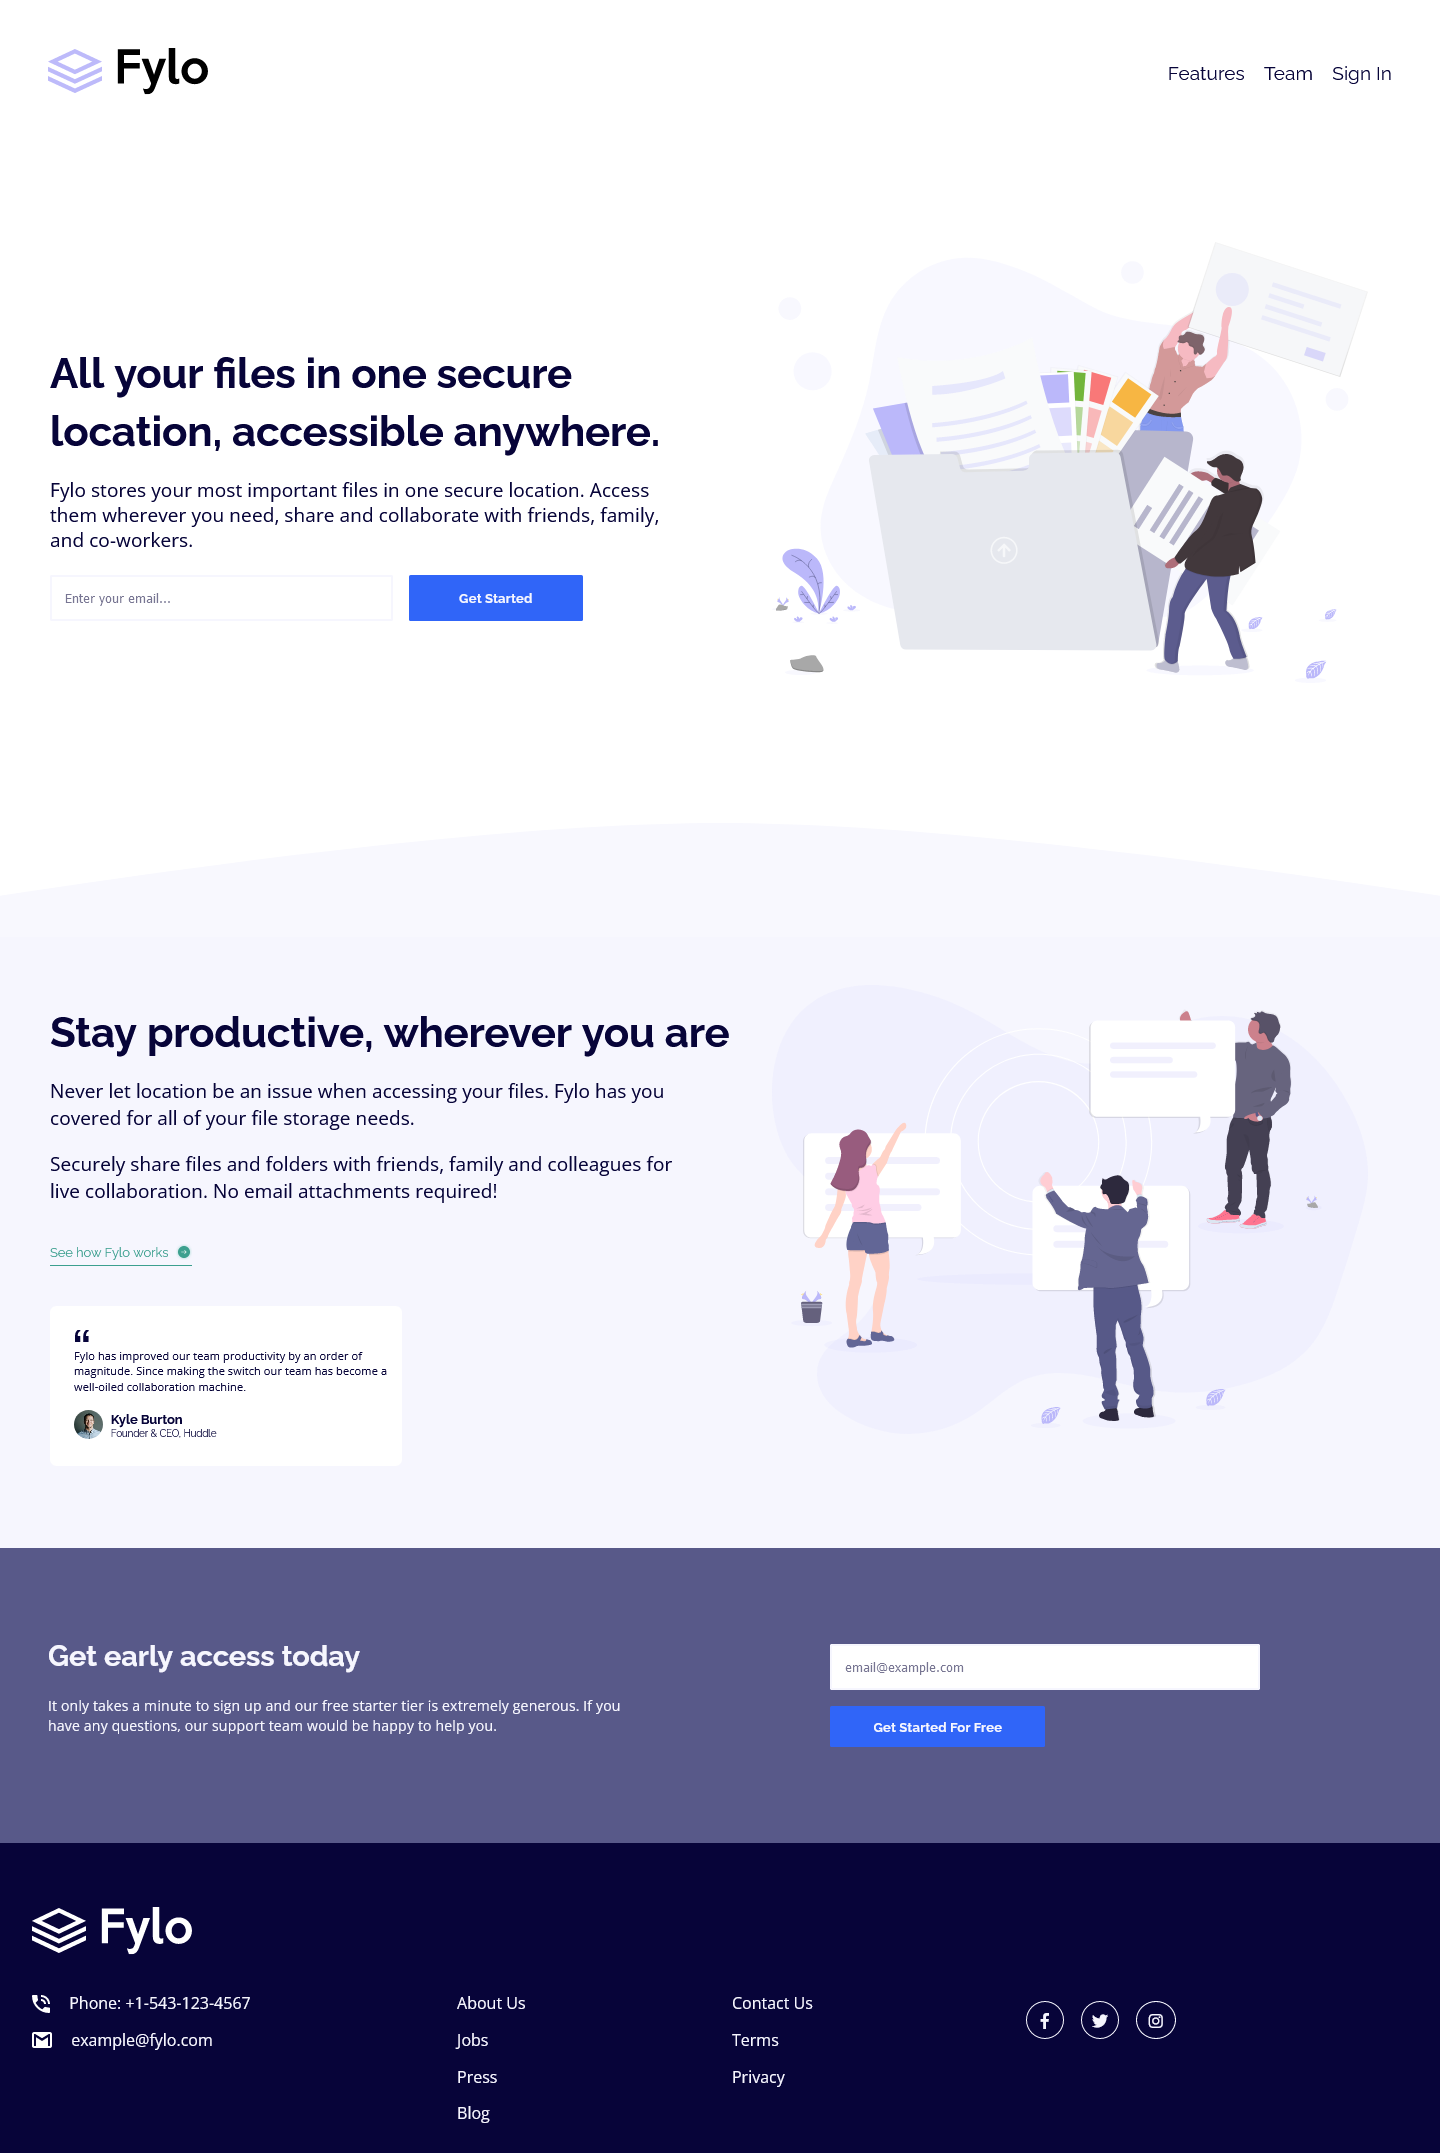 Fylo
Features Team Sign In
All your files in one secure
location, accessible anywhere.
Fylo stores your most important files in one secure location. Access
them wherever you need, share and collaborate with friends, family,
and co-workers.
Enter your email...
Get Started
Stay productive, wherever you are
Never let location be an issue when accessing your files. Fylo has you
covered for all of your file storage needs.
Securely share files and folders with friends, family and colleagues for
live collaboration. No email attachments required!
See how Fylo works
“
Fylo has improved our team productivity by an order of
magnitude. Since making the switch our team has become a
well-oiled collaboration machine.
Kyle Burton
Founder & CEO, Huddle
Get early access today
It only takes a minute to sign up and our free starter tier is extremely generous. If you
have any questions, our support team would be happy to help you.
email@example.com
Get Started For Free
Fylo
Phone: +1-543-123-4567
example@fylo.com
About Us
Jobs
Press
Blog
Contact Us
Terms
Privacy